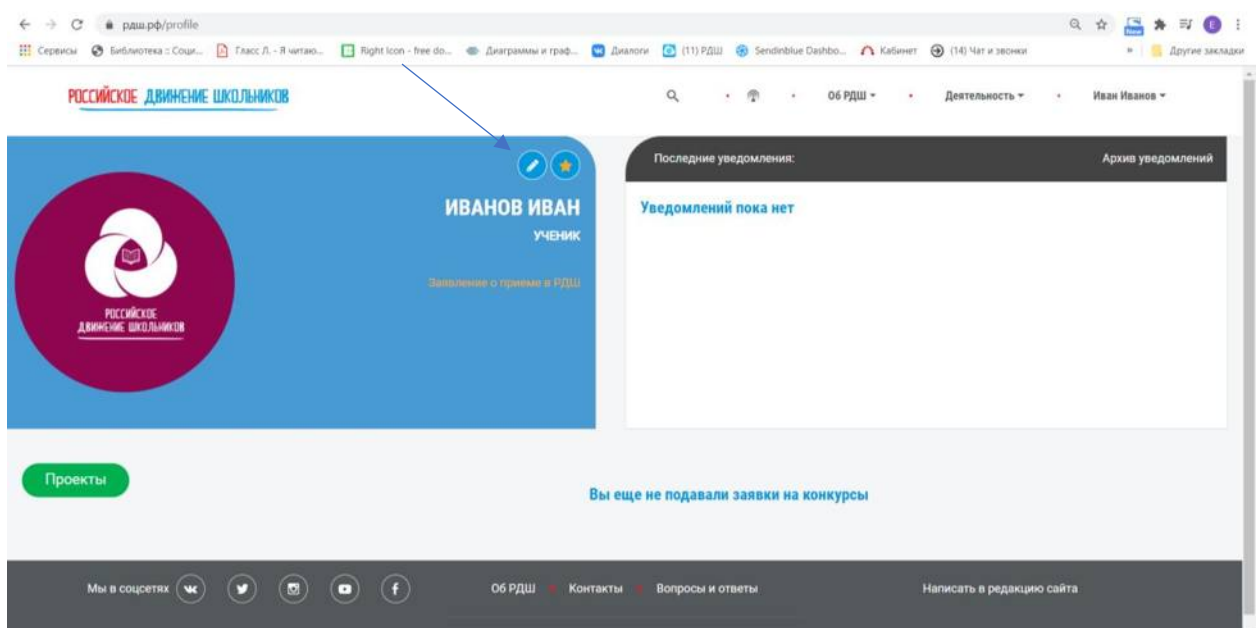 рдш.рф/profile
Сервисы Библиотека :: Соци... Гласс Л. - Я читаю... Right Icon - free do... Диаграммы и граф... Диалоги (11) РДШ Sendinblue Dashbo... Кабинет (14) Чат и звонки » Другие закладки
New
E
РОССИЙСКОЕ ДВИЖЕНИЕ ШКОЛЬНИКОВ
Об РДШ Деятельность Иван Иванов
ИВАНОВ ИВАН
УЧЕНИК
Заявление о приеме в РДШ
РОССИЙСКОЕ
ДВИЖЕНИЕ ШКОЛЬНИКОВ
Последние уведомления: Архив уведомлений
Уведомлений пока нет
Проекты
Вы еще не подавали заявки на конкурсы
Мы в соцсетях Об РДШ Контакты Вопросы и ответы Написать в редакцию сайта